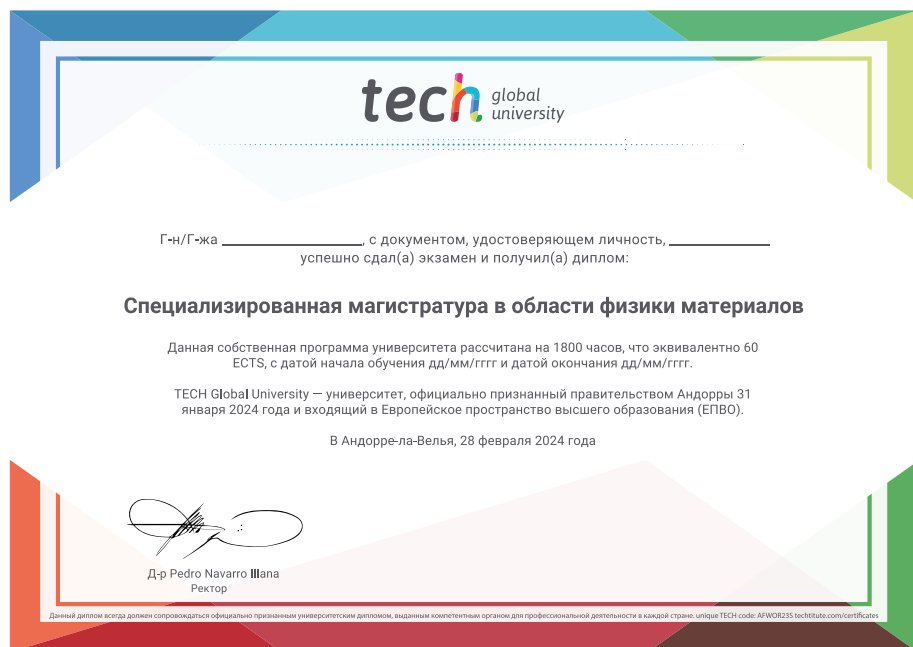 tech global university
Г-н/Г-жа ____________________, с документом, удостоверяющем личность, ______________
успешно сдал(а) экзамен и получил(а) диплом:
Специализированная магистратура в области физики материалов
Данная собственная программа университета рассчитана на 1800 часов, что эквивалентно 60
ECTS, с датой начала обучения дд/мм/гггг и датой окончания дд/мм/гггг.
TECH Global University — университет, официально признанный правительством Андорры 31
января 2024 года и входящий в Европейское пространство высшего образования (ЕПВО).
В Андорре-ла-Велья, 28 февраля 2024 года
Д-р Pedro Navarro Illana
Ректор
Данный диплом всегда должен сопровождаться официально признанным университетским дипломом, выданным компетентным органом для профессиональной деятельности в каждой стране. unique TECH code: AFWOR23S techtitute.com/certificates